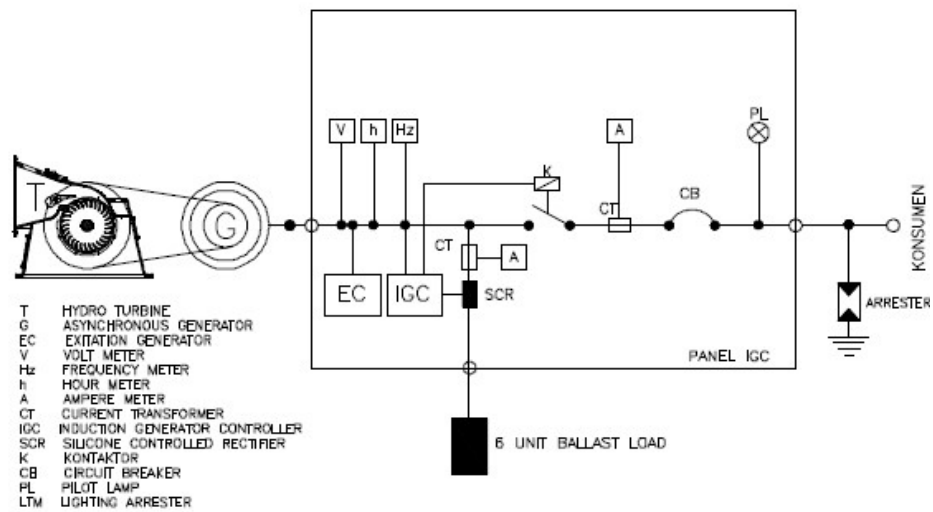 V h Hz
A
PL
K
T
G
CT
CB
KONSUMEN
CT
A
EC
IGC
SCR
ARRESTER
PANEL IGC
6 UNIT BALLAST LOAD
T HYDRO TURBINE
G ASYNCHRONOUS GENERATOR
EC EXITATION GENERATOR
V VOLT METER
Hz FREQUENCY METER
h HOUR METER
A AMPERE METER
CT CURRENT TRANSFORMER
IGC INDUCTION GENERATOR CONTROLLER
SCR SILICONE CONTROLLED RECTIFIER
K KONTAKTOR
CB CIRCUIT BREAKER
PL PILOT LAMP
LTM LIGHTING ARRESTER